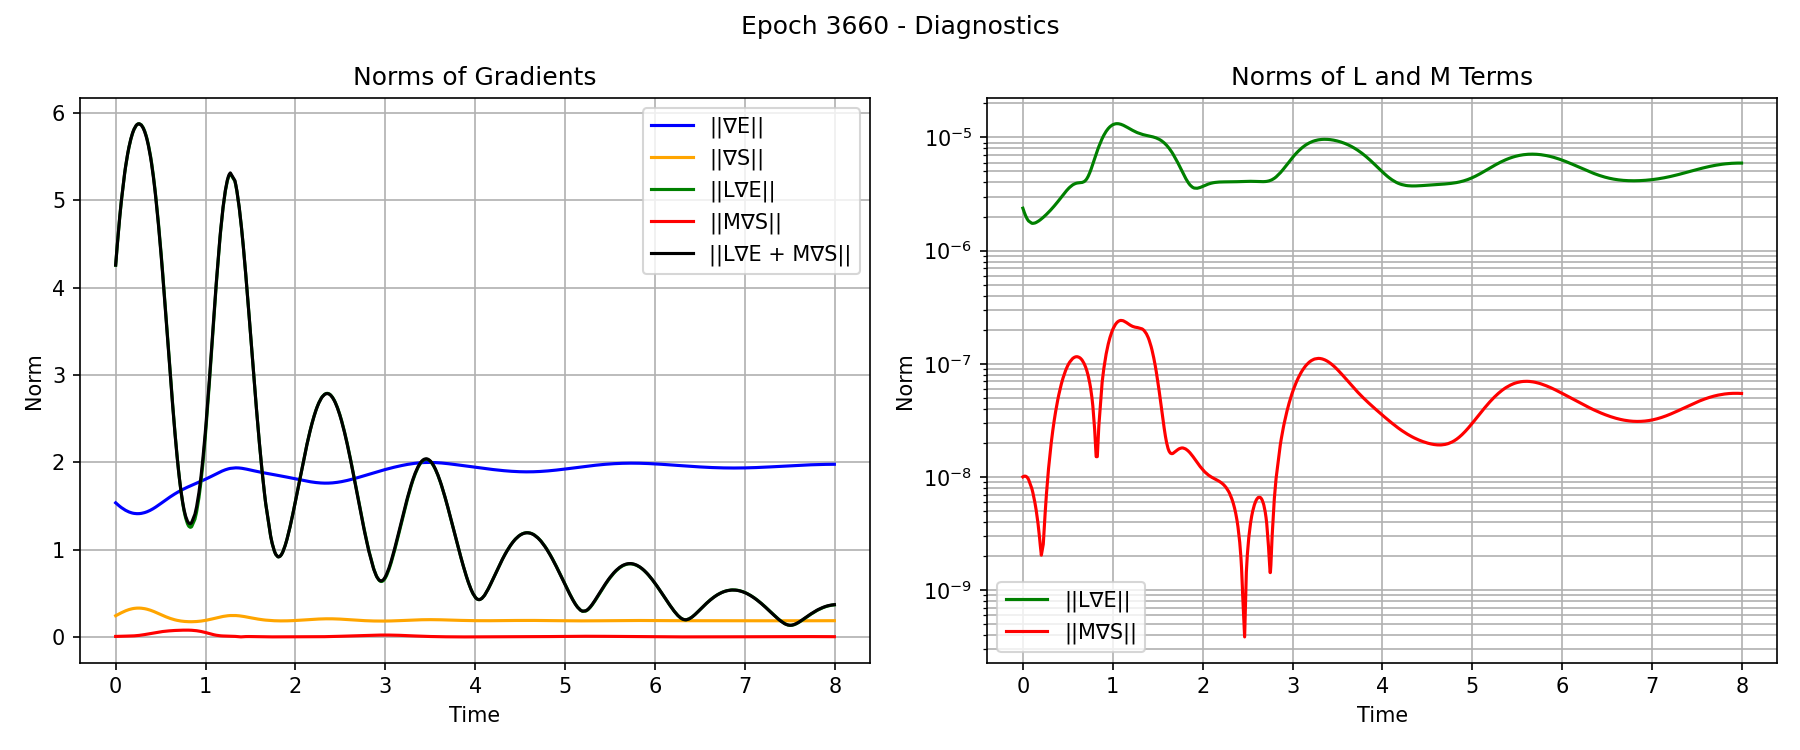 Epoch 3660 - Diagnostics
Norms of Gradients
6
5
4
3
2
1
0
Norm
0 1 2 3 4 5 6 7 8
Time
||∇E||
||∇S||
||L∇E||
||M∇S||
||L∇E + M∇S||
Norms of L and M Terms
10⁻⁵
10⁻⁶
10⁻⁷
10⁻⁸
10⁻⁹
Norm
0 1 2 3 4 5 6 7 8
Time
||L∇E||
||M∇S||